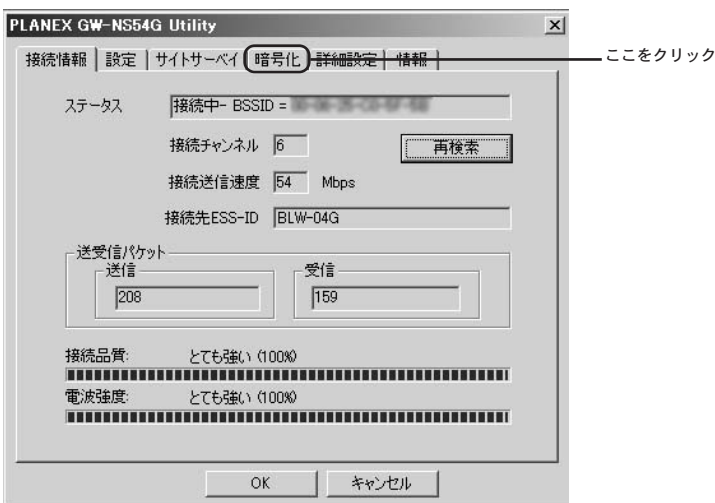 PLANEX GW-NS54G Utility
接続情報 設定 サイトサーベイ 暗号化 詳細設定 情報
ここをクリック
ステータス 接続中- BSSID =
接続チャンネル 6 再検索
接続送信速度 54 Mbps
接続先ESS-ID BLW-04G
送受信パケット
送信 受信
208 159
接続品質: とても強い (100%)
電波強度: とても強い (100%)
OK キャンセル